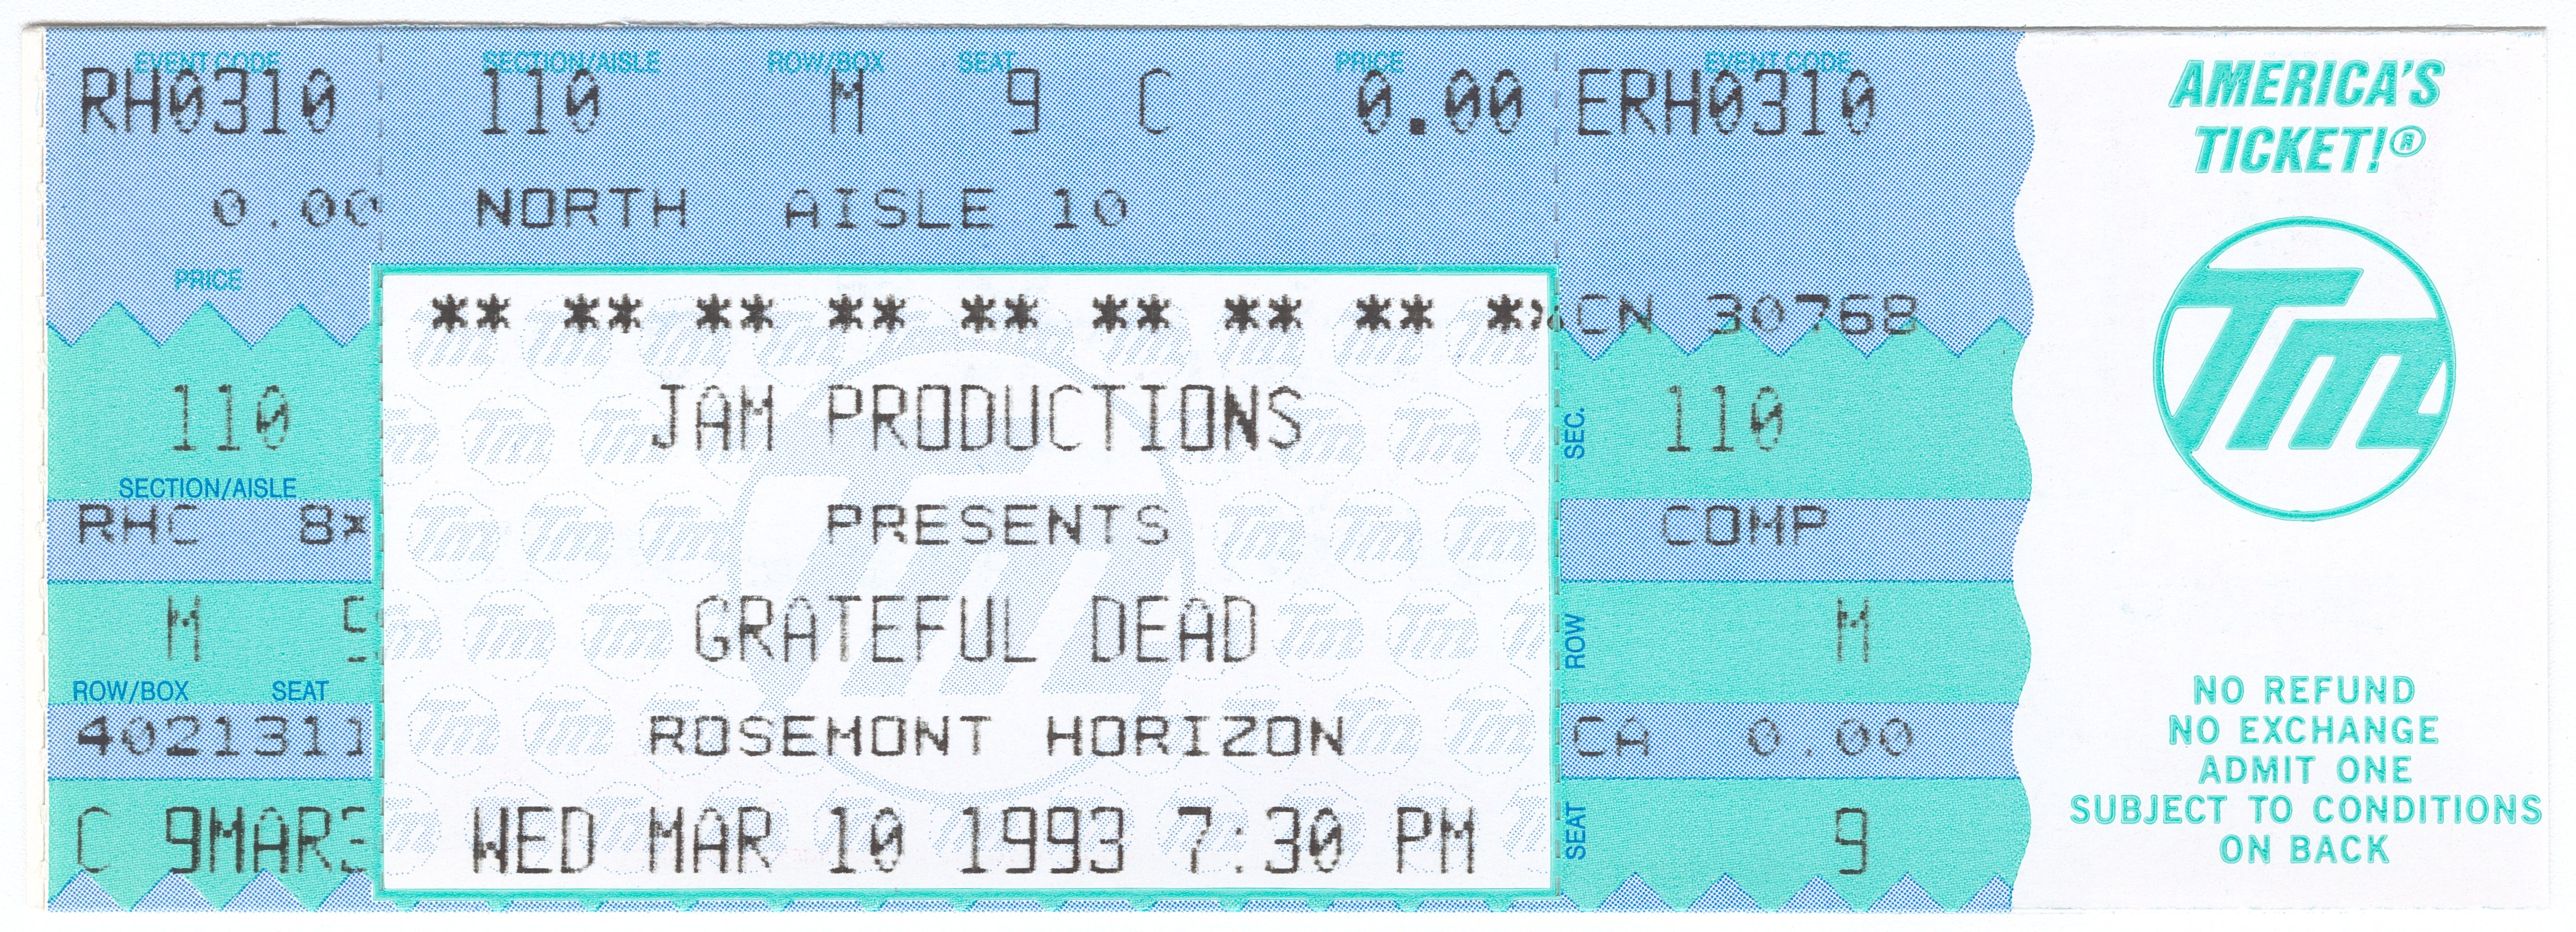 EVENT CODE SECTION/AISLE ROW/BOX SEAT PRICE EVENT CODE
RH0310 110 M 9 C 0.00 ERH0310
0.00 NORTH AISLE 10
PRICE
** ** ** ** ** ** ** ** ** CN 30768
110 JAM PRODUCTIONS SEC. 110
SECTION/AISLE
RHC 8* PRESENTS COMP
M GRATEFUL DEAD ROW M
ROW/BOX SEAT
4021311 ROSEMONT HORIZON CA 0.00
C 9MAR WED MAR 10 1993 7:30 PM SEAT 9
AMERICA'S
TICKET!®
Tm
NO REFUND
NO EXCHANGE
ADMIT ONE
SUBJECT TO CONDITIONS
ON BACK